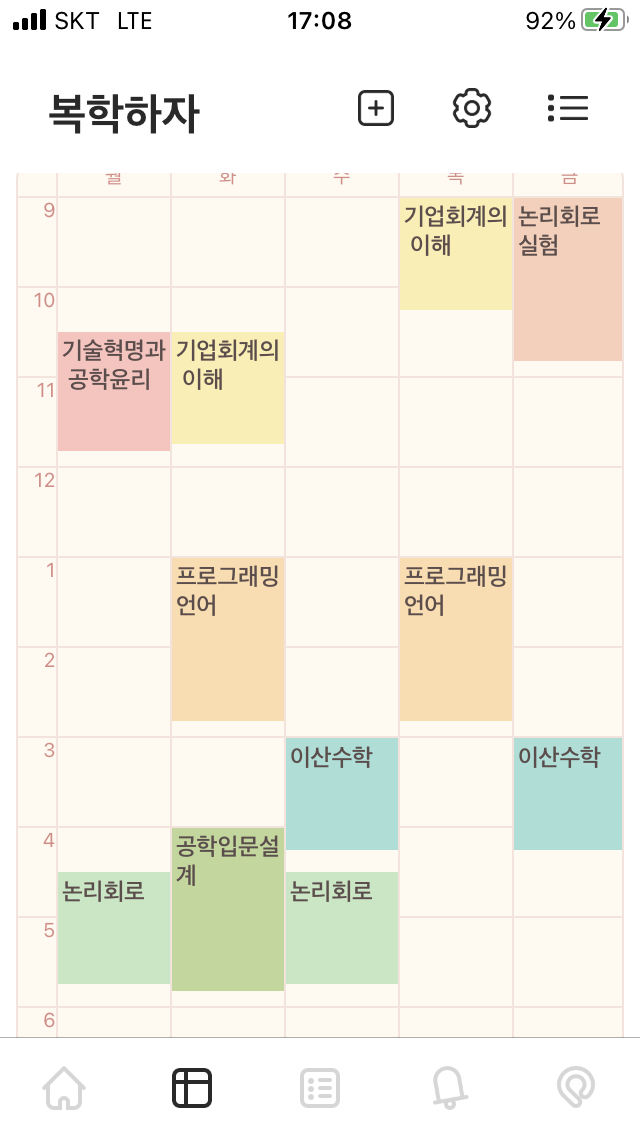 SKT LTE 17:08 92%
복학하자
월 화 수 목 금
9 기업회계의 논리회로
이해 실험
10
기술혁명과 기업회계의
공학윤리 이해
11
12
1 프로그래밍 프로그래밍
언어 언어
2
3 이산수학 이산수학
4 공학입문설
계
논리회로 논리회로
5
6